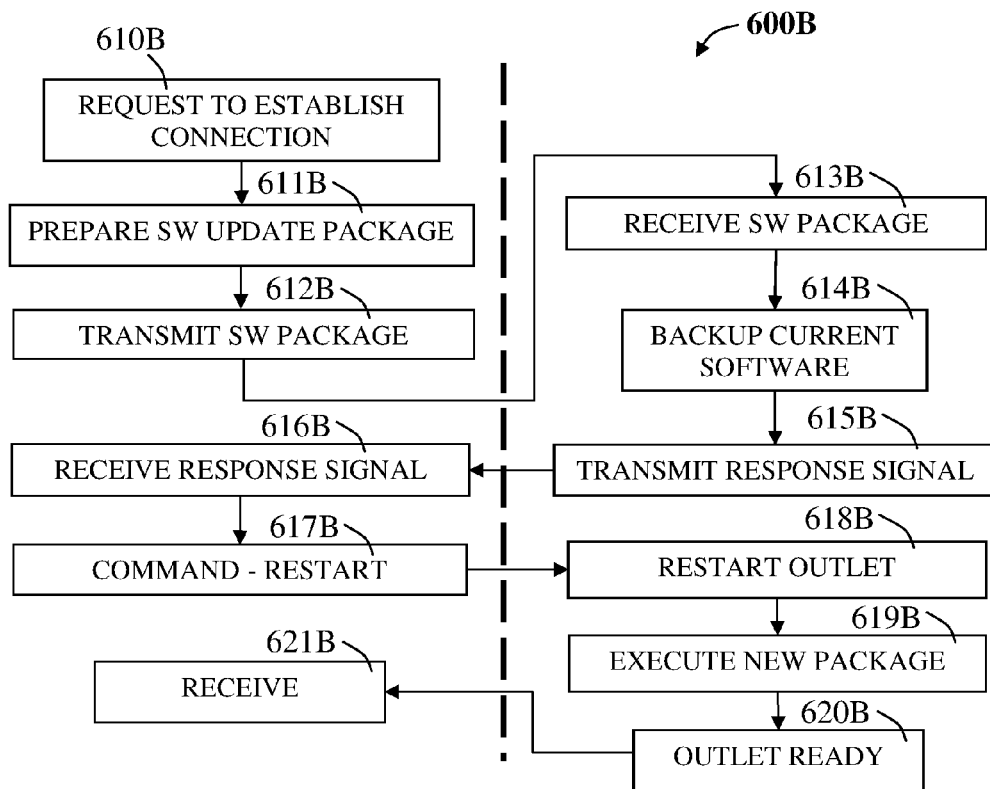 600B
610B
REQUEST TO ESTABLISH
CONNECTION
611B
PREPARE SW UPDATE PACKAGE
612B
TRANSMIT SW PACKAGE
613B
RECEIVE SW PACKAGE
614B
BACKUP CURRENT
SOFTWARE
615B
TRANSMIT RESPONSE SIGNAL
616B
RECEIVE RESPONSE SIGNAL
617B
COMMAND - RESTART
618B
RESTART OUTLET
619B
EXECUTE NEW PACKAGE
620B
OUTLET READY
621B
RECEIVE